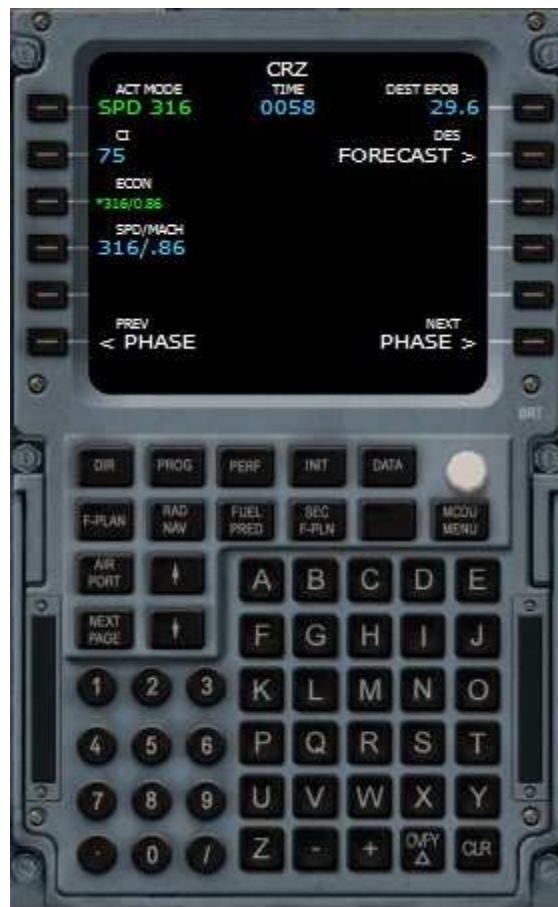 CRZ
ACT MODE TIME DEST EFOB
SPD 316 0058 29.6
CI DES
75 FORECAST >
ECON
*316/0.86
SPD/MACH
316/.86
PREV NEXT
< PHASE PHASE >
BRT
DIR PROG PERF INIT DATA
F-PLAN RAD NAV FUEL PRED SEC F-PLN MCDU MENU
AIR PORT
A B C D E
NEXT PAGE
F G H I J
1 2 3 K L M N O
4 5 6 P Q R S T
7 8 9 U V W X Y
. 0 / Z - + OVFY Δ CLR